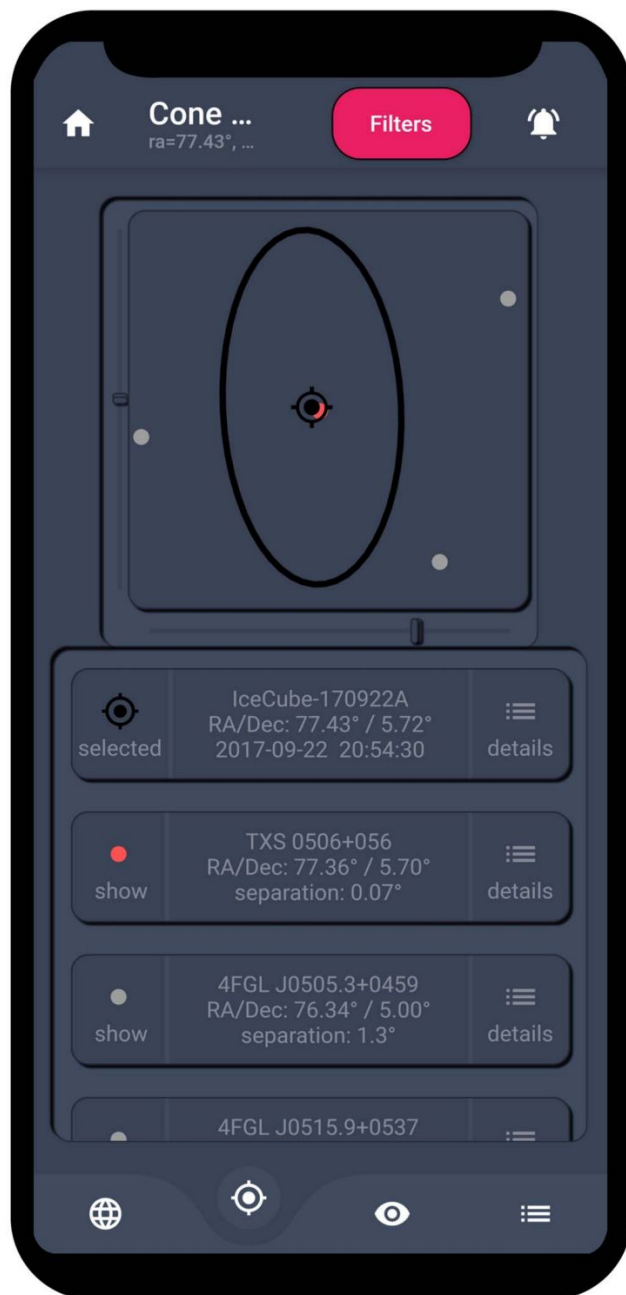 Cone ...
ra=77.43°, ...
Filters
IceCube-170922A
RA/Dec: 77.43° / 5.72°
2017-09-22 20:54:30
selected
details
TXS 0506+056
RA/Dec: 77.36° / 5.70°
separation: 0.07°
show
details
4FGL J0505.3+0459
RA/Dec: 76.34° / 5.00°
separation: 1.3°
show
details
4FGL J0515.9+0537